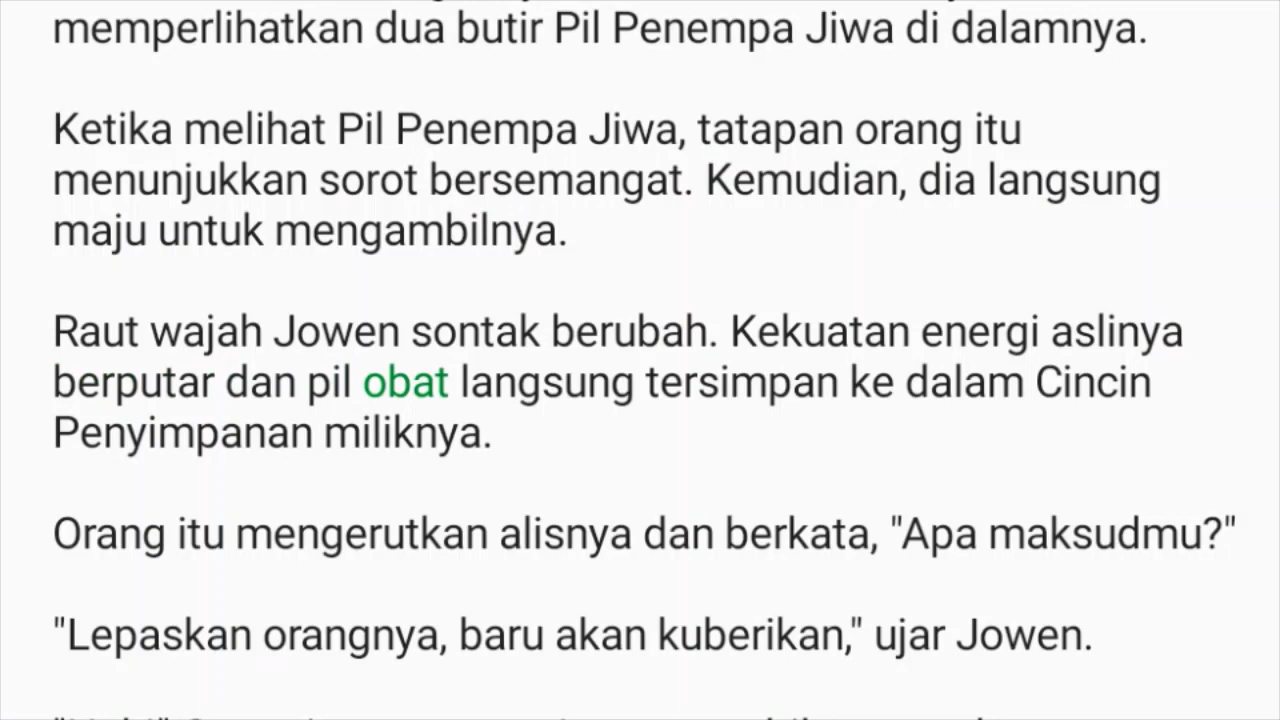 memperlihatkan dua butir Pil Penempa Jiwa di dalamnya.
Ketika melihat Pil Penempa Jiwa, tatapan orang itu
menunjukkan sorot bersemangat. Kemudian, dia langsung
maju untuk mengambilnya.
Raut wajah Jowen sontak berubah. Kekuatan energi aslinya
berputar dan pil obat langsung tersimpan ke dalam Cincin
Penyimpanan miliknya.
Orang itu mengerutkan alisnya dan berkata, "Apa maksudmu?"
"Lepaskan orangnya, baru akan kuberikan," ujar Jowen.